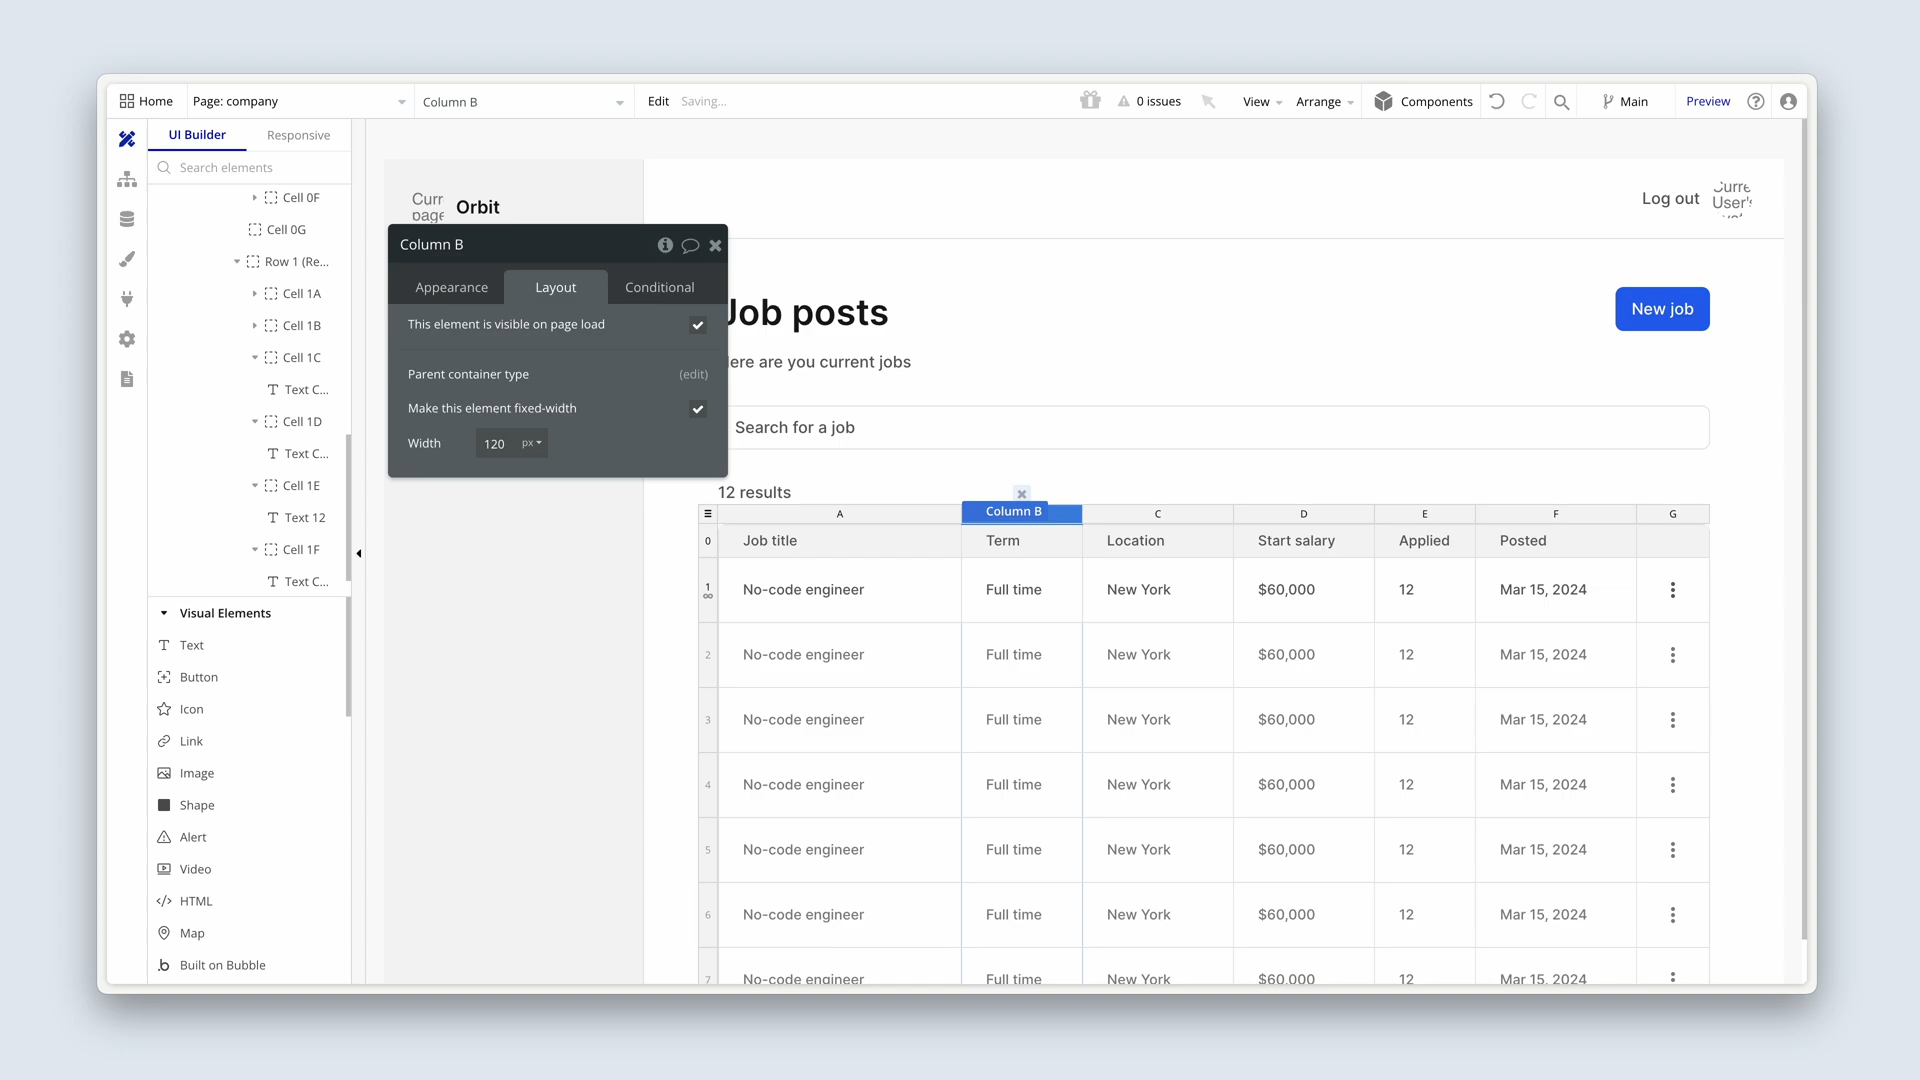 Home
Page: company
Column B
Edit
Saving...
0 issues
View
Arrange
Components
Main
Preview
UI Builder
Responsive
Search elements
Cell 0F
Cell 0G
Row 1 (Re...
Cell 1A
Cell 1B
Cell 1C
Text C...
Cell 1D
Text C...
Cell 1E
Text 12
Cell 1F
Text C...
Visual Elements
Text
Button
Icon
Link
Image
Shape
Alert
Video
HTML
Map
Built on Bubble
Orbit
Log out
Column B
Appearance
Layout
Conditional
This element is visible on page load
Parent container type
(edit)
Make this element fixed-width
Width
120 px
Job posts
ere are you current jobs
New job
Search for a job
12 results
A Column B C D E F G
0 Job title Term Location Start salary Applied Posted
1 No-code engineer Full time New York $60,000 12 Mar 15, 2024
2 No-code engineer Full time New York $60,000 12 Mar 15, 2024
3 No-code engineer Full time New York $60,000 12 Mar 15, 2024
4 No-code engineer Full time New York $60,000 12 Mar 15, 2024
5 No-code engineer Full time New York $60,000 12 Mar 15, 2024
6 No-code engineer Full time New York $60,000 12 Mar 15, 2024
7 No-code engineer Full time New York $60,000 12 Mar 15, 2024